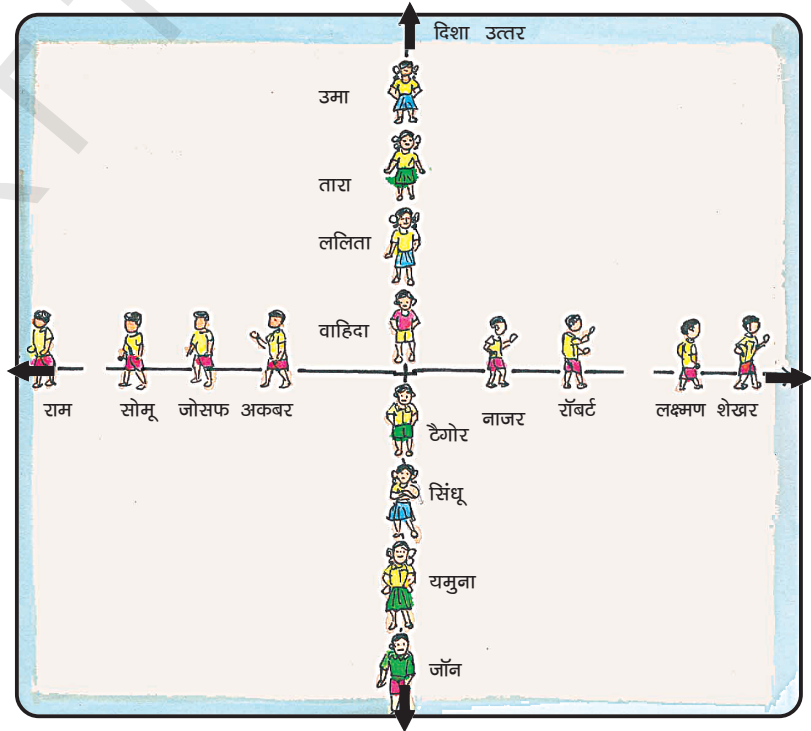 दिशा उत्तर
उमा
तारा
ललिता
वाहिदा
राम सोमू जोसफ अकबर नाजर रॉबर्ट लक्ष्मण शेखर
टैगोर
सिंधू
यमुना
जॉन